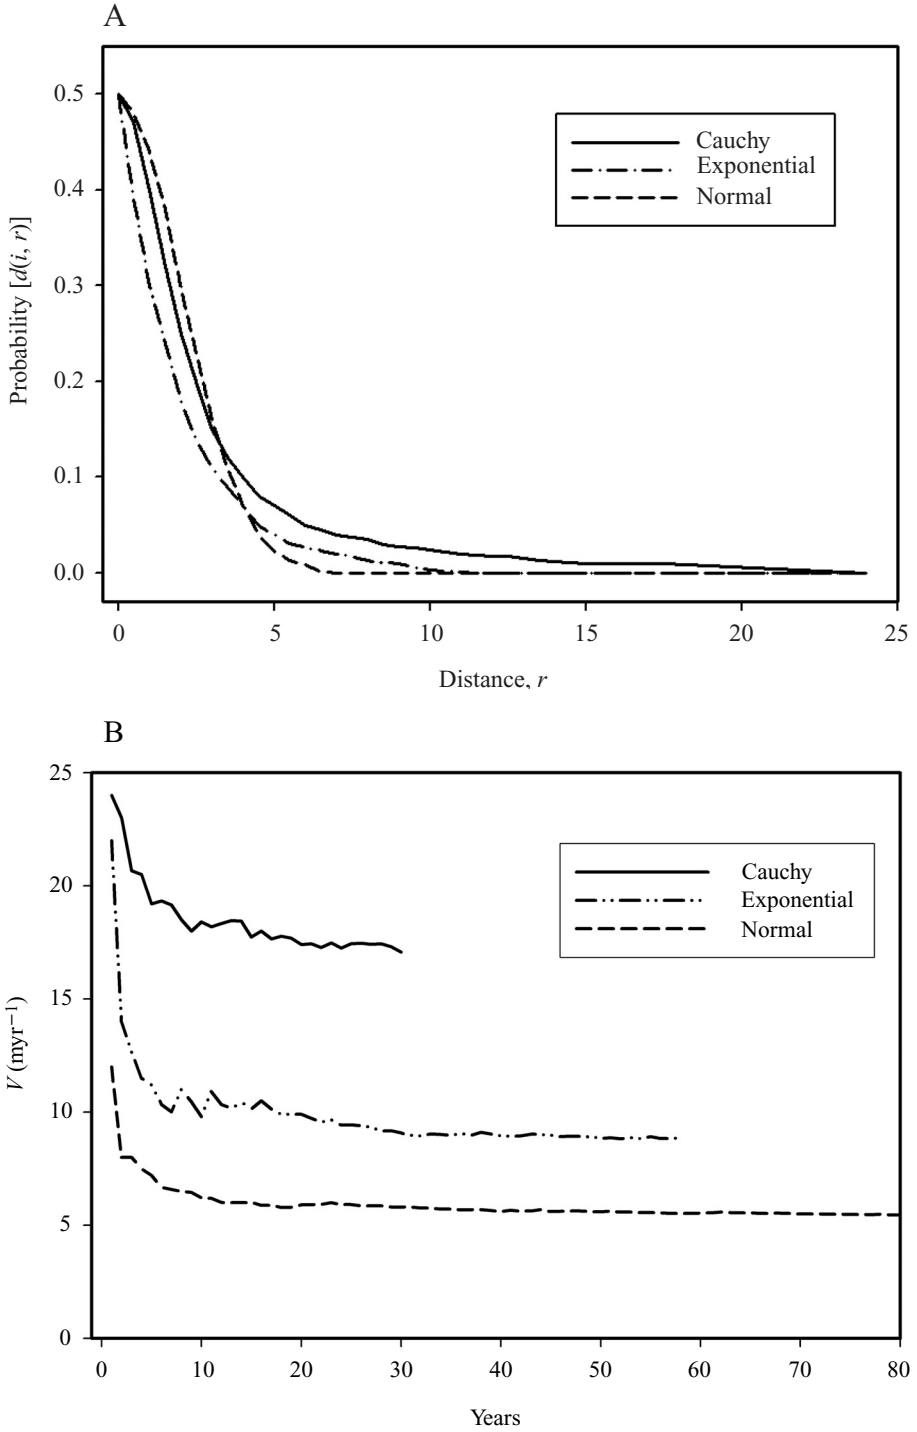 A
0.5
0.4
0.3
0.2
0.1
0.0
Probability [d(i, r)]
Cauchy
Exponential
Normal
0 5 10 15 20 25
Distance, r
B
25
20
15
10
5
0
V (myr⁻¹)
Cauchy
Exponential
Normal
0 10 20 30 40 50 60 70 80
Years